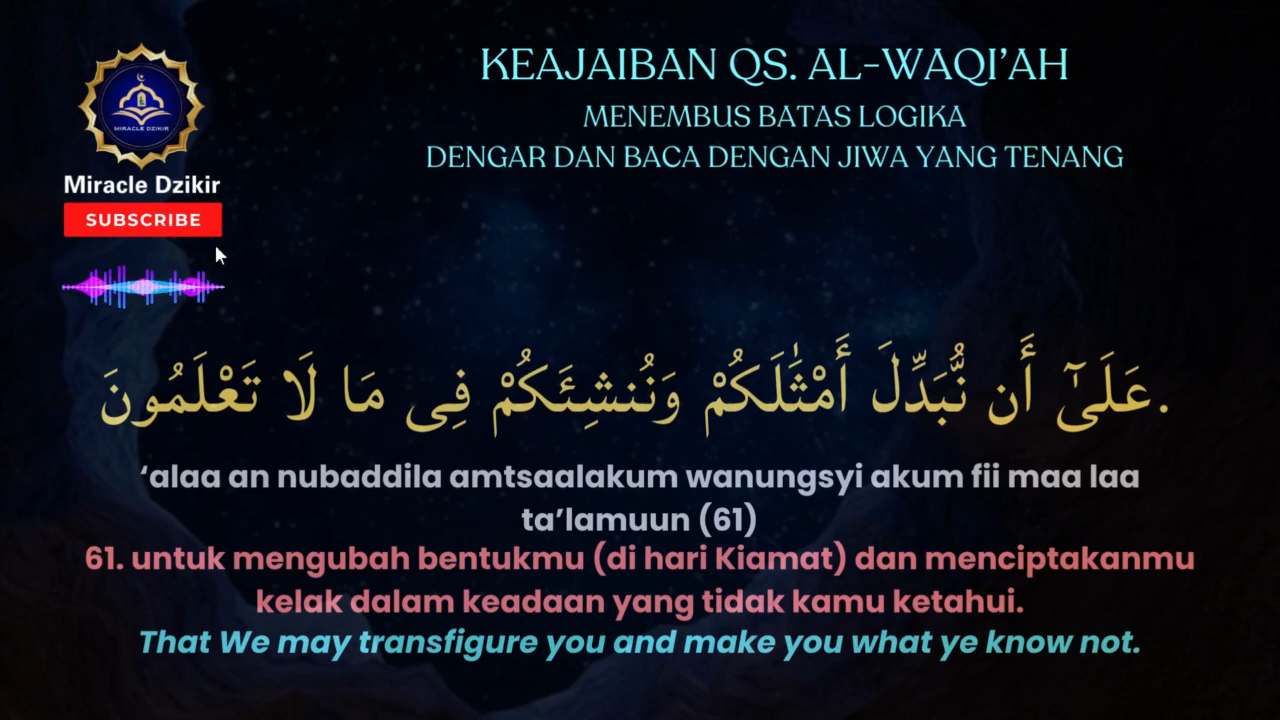 KEAJAIBAN QS. AL-WAQI’AH
MENEMBUS BATAS LOGIKA
DENGAR DAN BACA DENGAN JIWA YANG TENANG
MIRACLE DZIKIR
Miracle Dzikir
SUBSCRIBE
عَلَىٰٓ أَن نُّبَدِّلَ أَمْثَٰلَكُمْ وَنُنشِئَكُمْ فِى مَا لَا تَعْلَمُونَ.
‘alaa an nubaddila amtsaalakum wanungsyi akum fii maa laa
ta’lamuun (61)
61. untuk mengubah bentukmu (di hari Kiamat) dan menciptakanmu
kelak dalam keadaan yang tidak kamu ketahui.
That We may transfigure you and make you what ye know not.